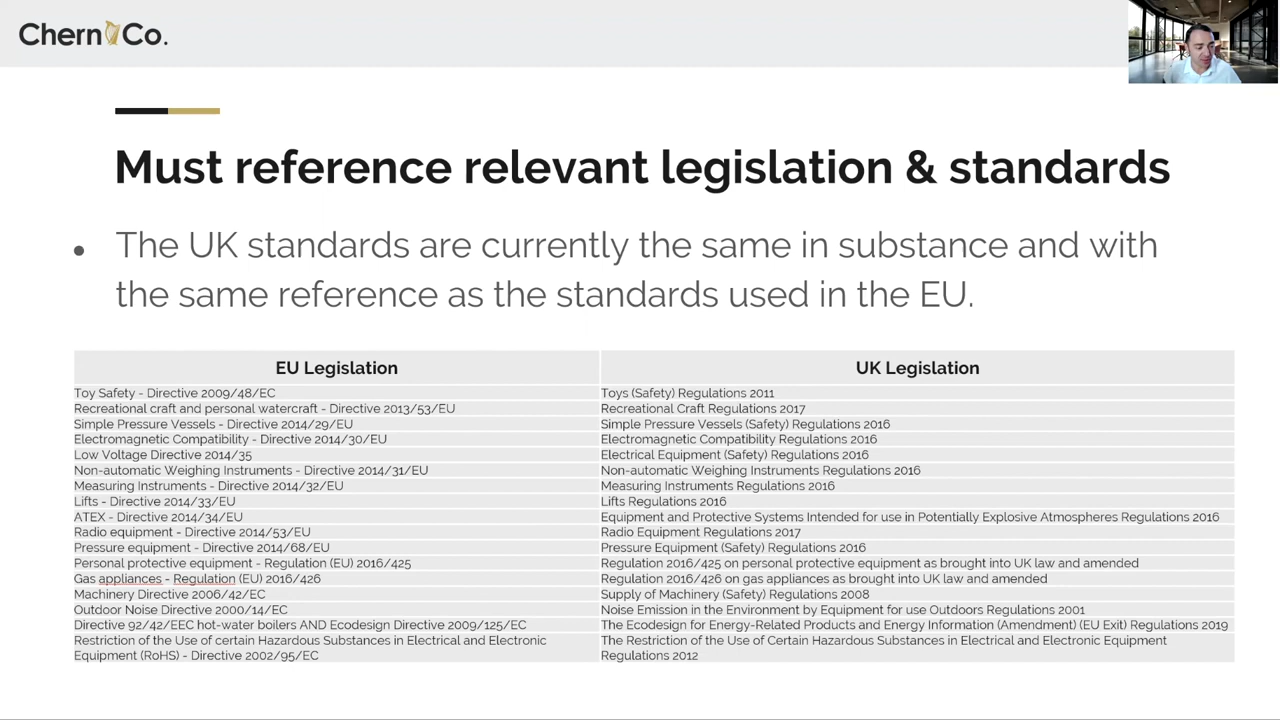 Chern Co.
Must reference relevant legislation & standards
• The UK standards are currently the same in substance and with
the same reference as the standards used in the EU.
EU Legislation UK Legislation
Toy Safety - Directive 2009/48/EC Toys (Safety) Regulations 2011
Recreational craft and personal watercraft - Directive 2013/53/EU Recreational Craft Regulations 2017
Simple Pressure Vessels - Directive 2014/29/EU Simple Pressure Vessels (Safety) Regulations 2016
Electromagnetic Compatibility - Directive 2014/30/EU Electromagnetic Compatibility Regulations 2016
Low Voltage Directive 2014/35 Electrical Equipment (Safety) Regulations 2016
Non-automatic Weighing Instruments - Directive 2014/31/EU Non-automatic Weighing Instruments Regulations 2016
Measuring Instruments - Directive 2014/32/EU Measuring Instruments Regulations 2016
Lifts - Directive 2014/33/EU Lifts Regulations 2016
ATEX - Directive 2014/34/EU Equipment and Protective Systems Intended for use in Potentially Explosive Atmospheres Regulations 2016
Radio equipment - Directive 2014/53/EU Radio Equipment Regulations 2017
Pressure equipment - Directive 2014/68/EU Pressure Equipment (Safety) Regulations 2016
Personal protective equipment - Regulation (EU) 2016/425 Regulation 2016/425 on personal protective equipment as brought into UK law and amended
Gas appliances - Regulation (EU) 2016/426 Regulation 2016/426 on gas appliances as brought into UK law and amended
Machinery Directive 2006/42/EC Supply of Machinery (Safety) Regulations 2008
Outdoor Noise Directive 2000/14/EC Noise Emission in the Environment by Equipment for use Outdoors Regulations 2001
Directive 92/42/EEC hot-water boilers AND Ecodesign Directive 2009/125/EC The Ecodesign for Energy-Related Products and Energy Information (Amendment) (EU Exit) Regulations 2019
Restriction of the Use of certain Hazardous Substances in Electrical and Electronic The Restriction of the Use of Certain Hazardous Substances in Electrical and Electronic Equipment
Equipment (RoHS) - Directive 2002/95/EC Regulations 2012